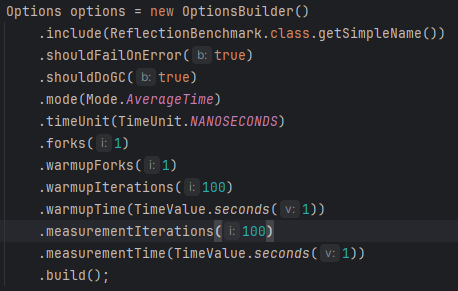 Options options = new OptionsBuilder()
.include(ReflectionBenchmark.class.getSimpleName())
.shouldFailOnError( b: true)
.shouldDoGC( b: true)
.mode(Mode.AverageTime)
.timeUnit(TimeUnit.NANOSECONDS)
.forks( i: 1)
.warmupForks( i: 1)
.warmupIterations( i: 100)
.warmupTime(TimeValue.seconds( v: 1))
.measurementIterations( i: 100)
.measurementTime(TimeValue.seconds( v: 1))
.build();